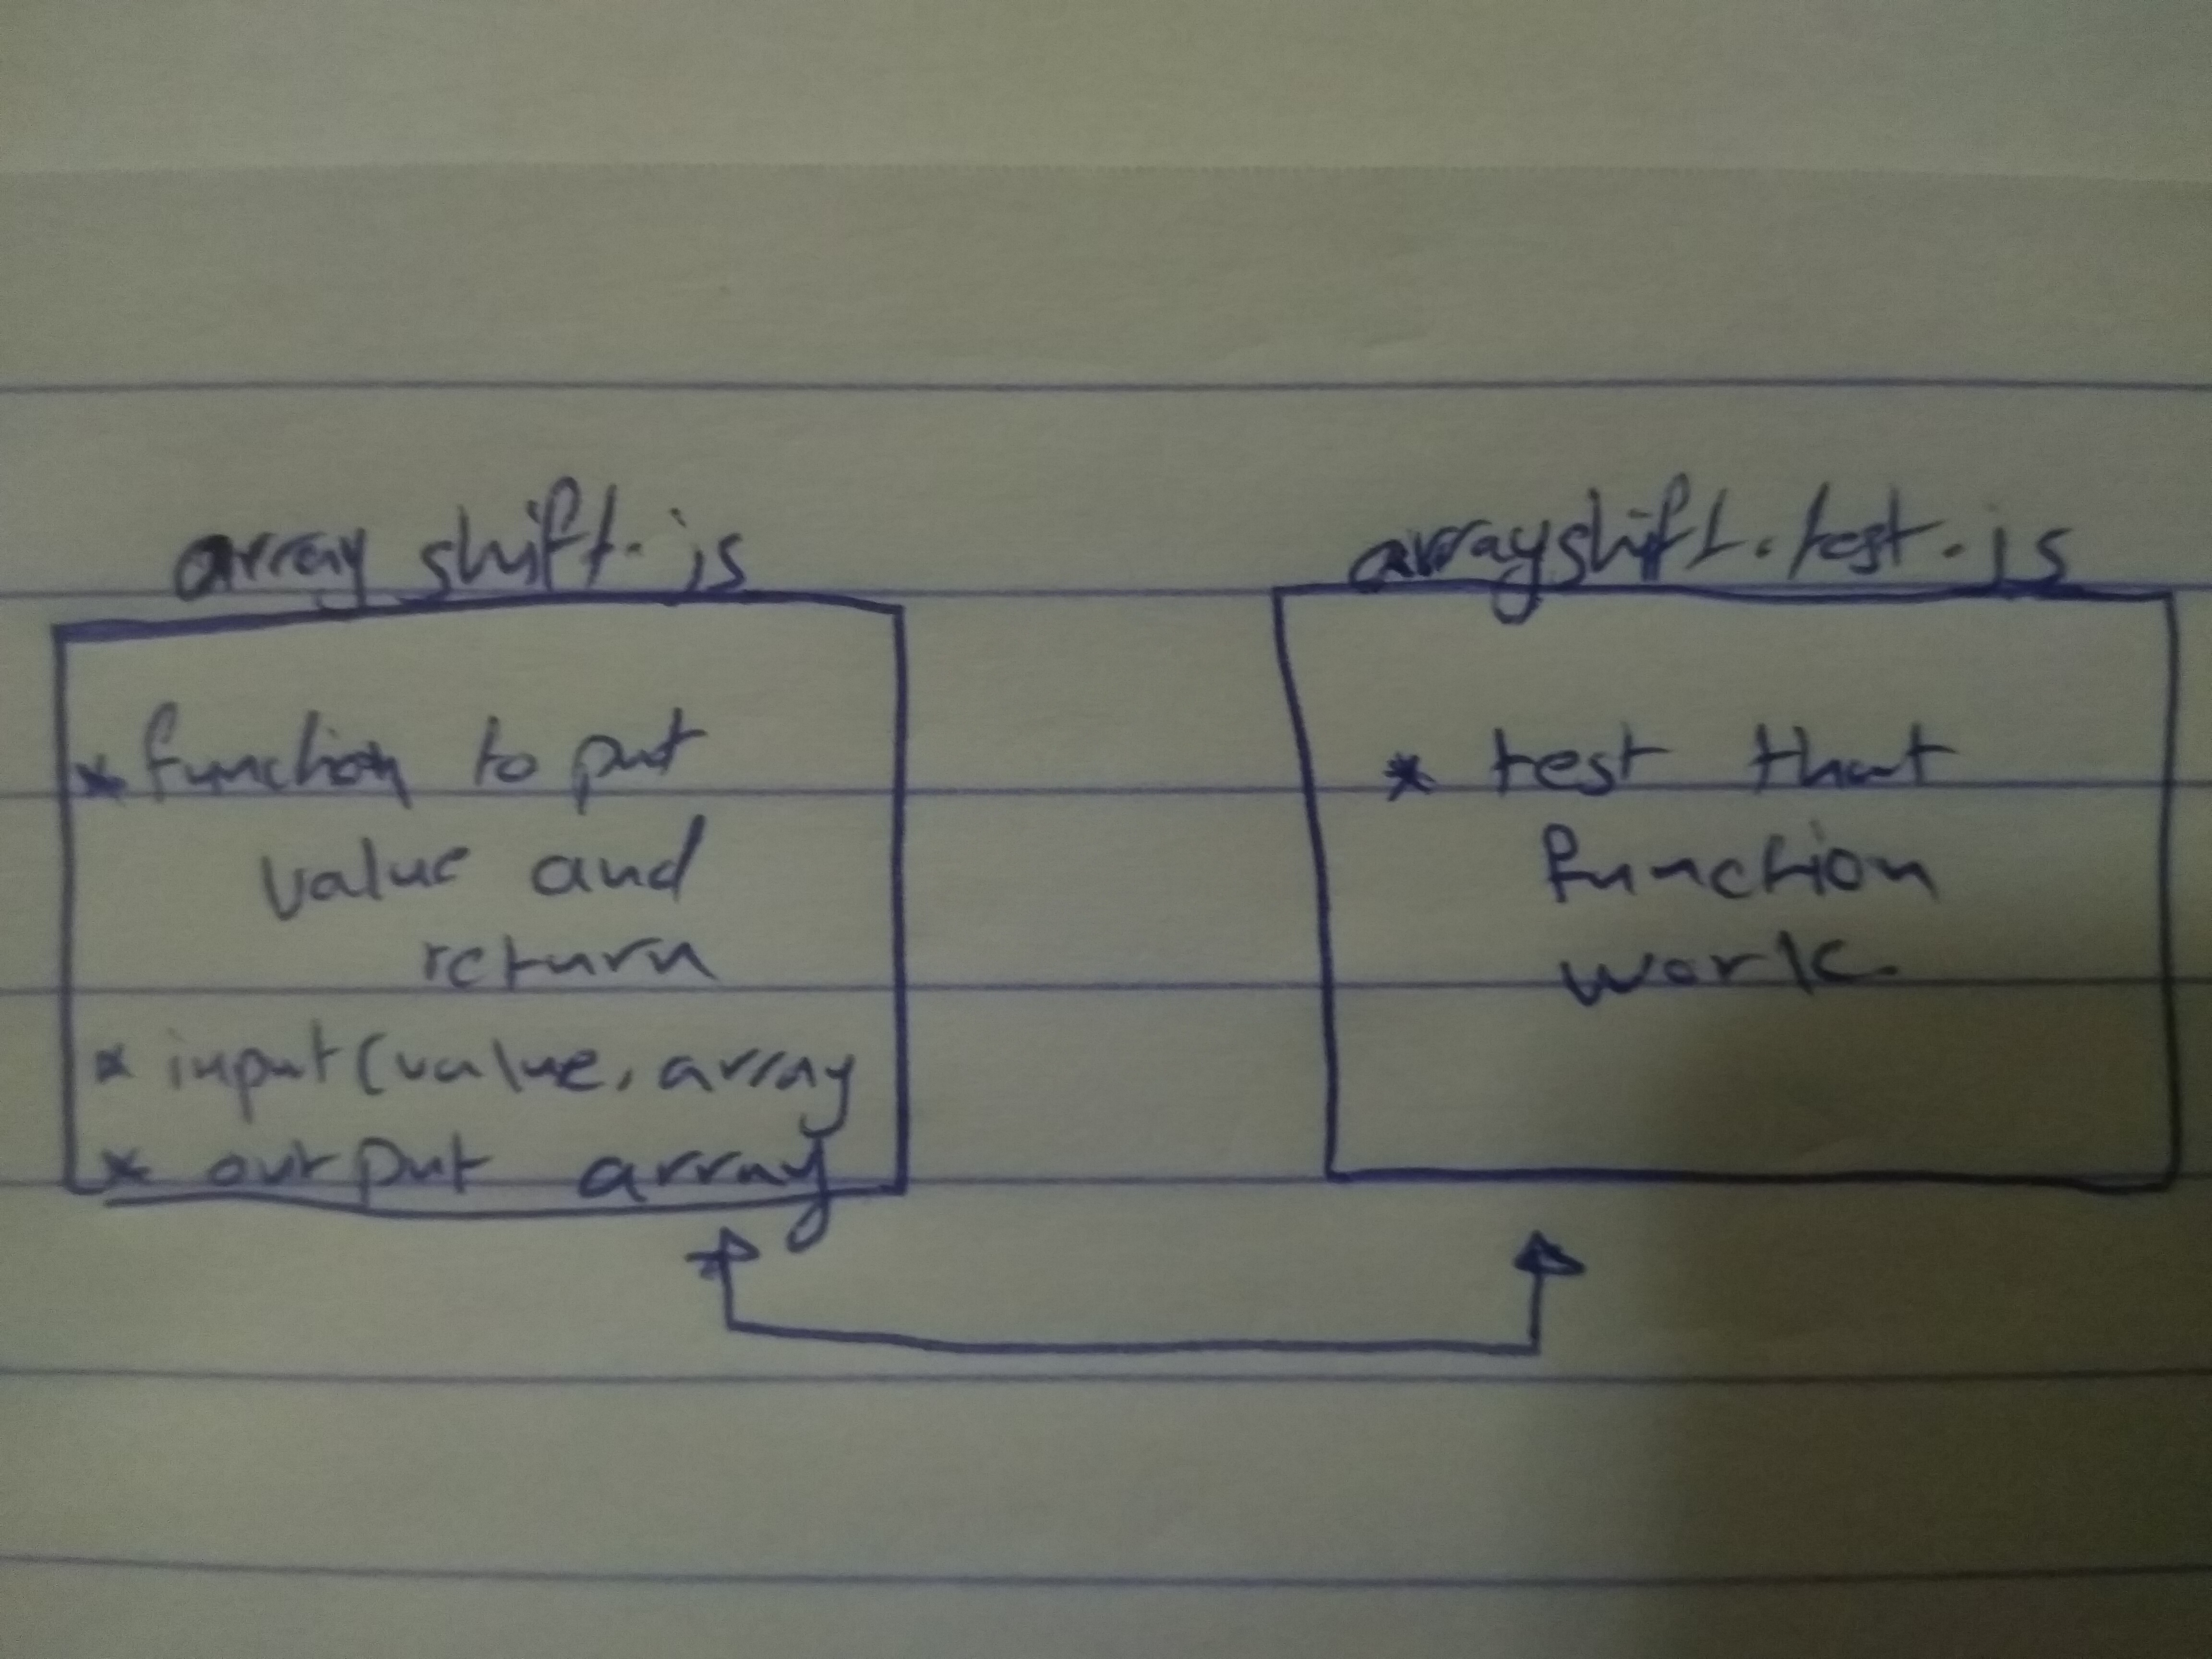 array shift.js
* function to put
value and
return
* input(value, array
* output array
arrayshift.test.js
* test that
function
work